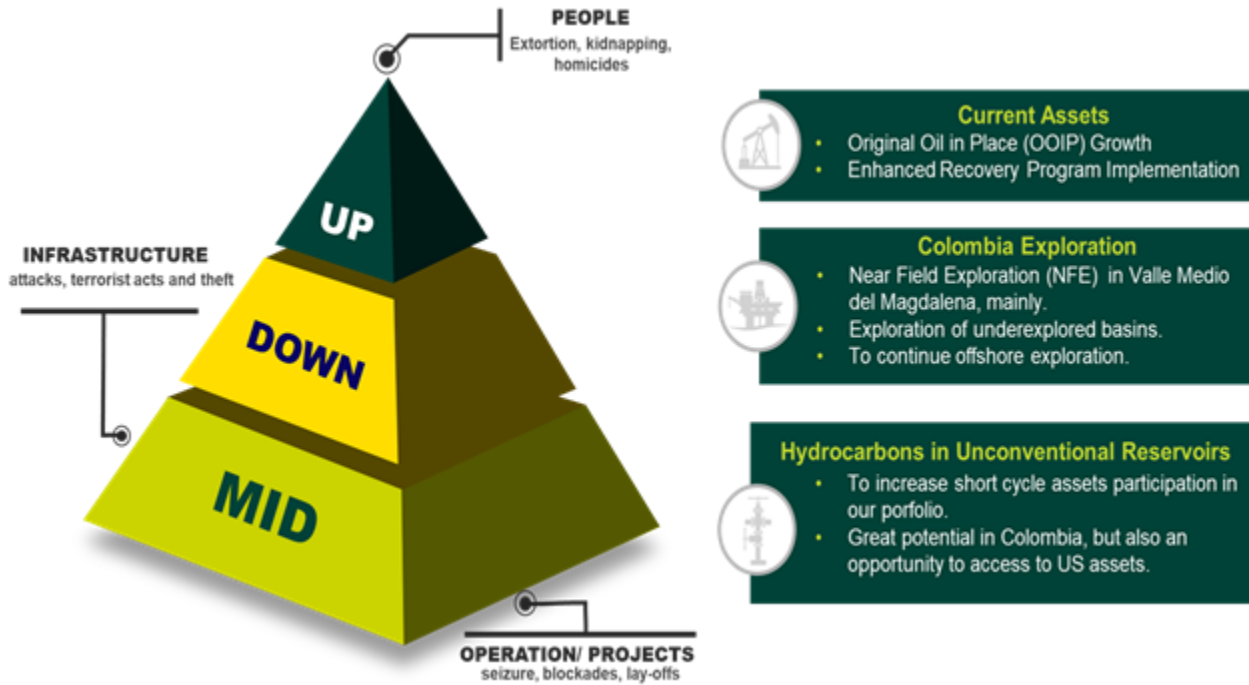 PEOPLE
Extortion, kidnapping,
homicides
UP
INFRASTRUCTURE
attacks, terrorist acts and theft
DOWN
MID
OPERATION/ PROJECTS
seizure, blockades, lay-offs
Current Assets
• Original Oil in Place (OOIP) Growth
• Enhanced Recovery Program Implementation
Colombia Exploration
• Near Field Exploration (NFE) in Valle Medio
del Magdalena, mainly.
• Exploration of underexplored basins.
• To continue offshore exploration.
Hydrocarbons in Unconventional Reservoirs
• To increase short cycle assets participation in
our porfolio.
• Great potential in Colombia, but also an
opportunity to access to US assets.